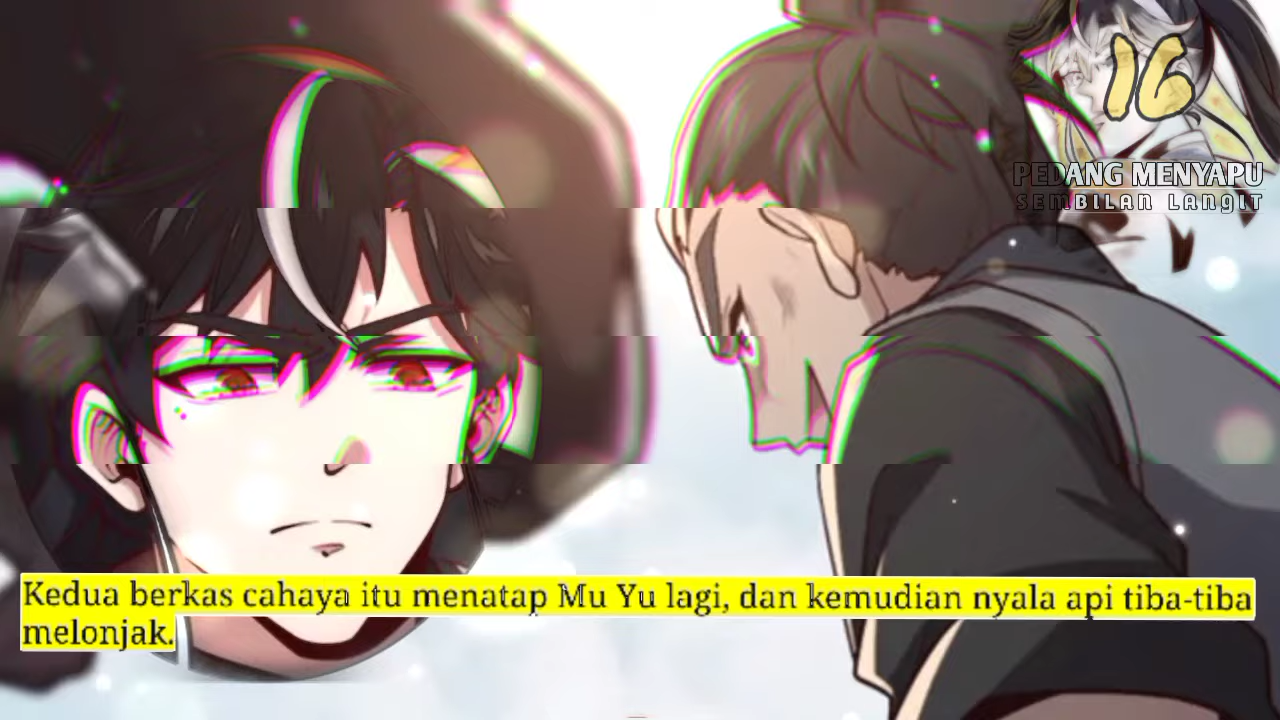 16
PEDANG MENYAPU
SEMBILAN LANGIT
Kedua berkas cahaya itu menatap Mu Yu lagi, dan kemudian nyala api tiba-tiba
melonjak.